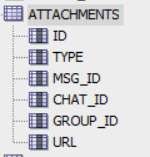 ATTACHMENTS
ID
TYPE
MSG_ID
CHAT_ID
GROUP_ID
URL